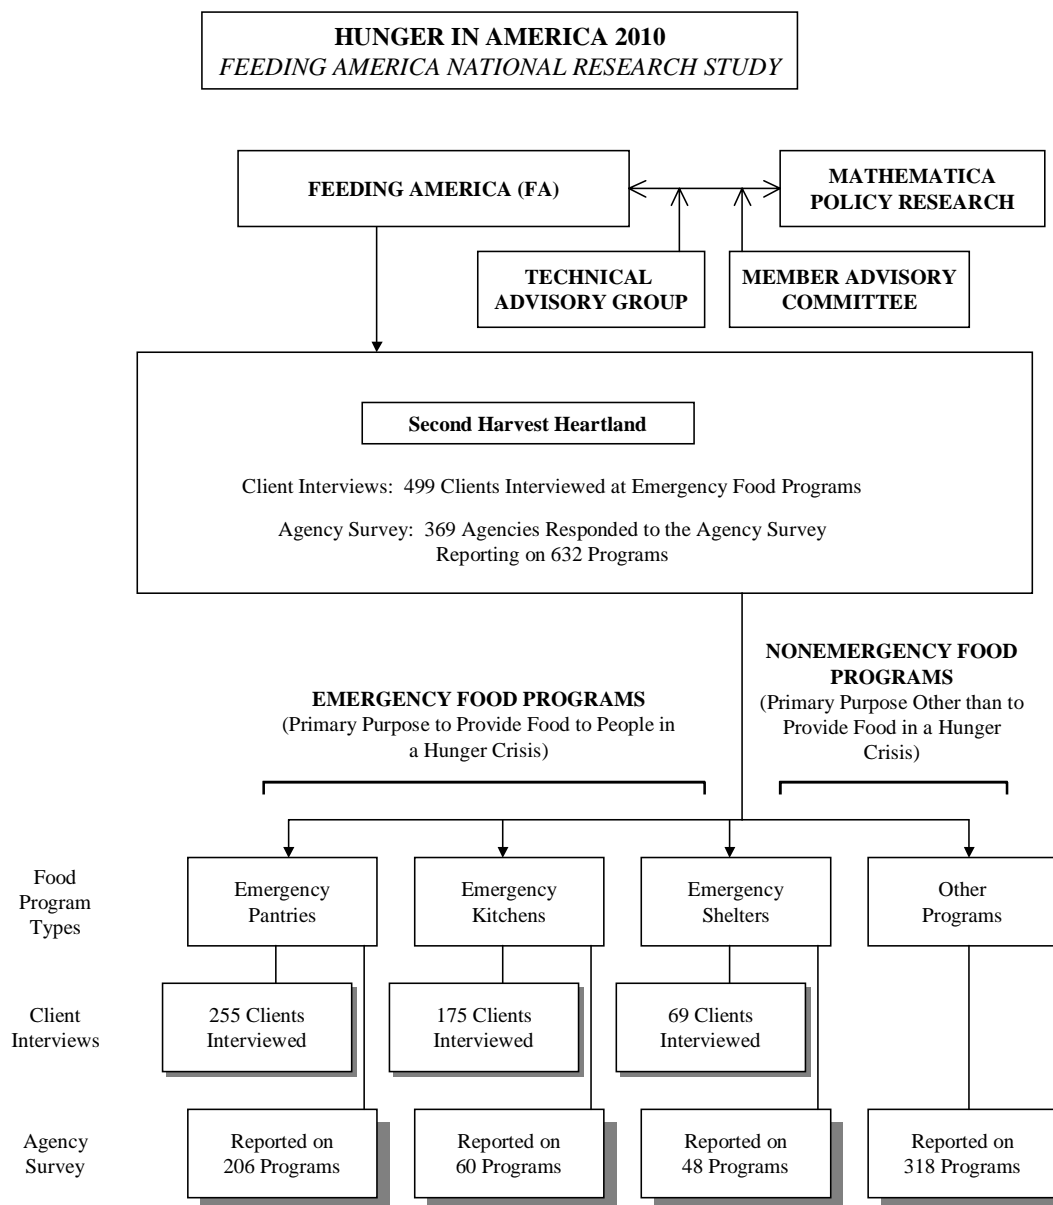 HUNGER IN AMERICA 2010
FEEDING AMERICA NATIONAL RESEARCH STUDY
FEEDING AMERICA (FA)
MATHEMATICA
POLICY RESEARCH
TECHNICAL
ADVISORY GROUP
MEMBER ADVISORY
COMMITTEE
Second Harvest Heartland
Client Interviews:  499 Clients Interviewed at Emergency Food Programs
Agency Survey:  369 Agencies Responded to the Agency Survey
Reporting on 632 Programs
EMERGENCY FOOD PROGRAMS
(Primary Purpose to Provide Food to People in
a Hunger Crisis)
NONEMERGENCY FOOD
PROGRAMS
(Primary Purpose Other than to
Provide Food in a Hunger
Crisis)
Food
Program
Types
Emergency
Pantries
Emergency
Kitchens
Emergency
Shelters
Other
Programs
Client
Interviews
255 Clients
Interviewed
175 Clients
Interviewed
69 Clients
Interviewed
Agency
Survey
Reported on
206 Programs
Reported on
60 Programs
Reported on
48 Programs
Reported on
318 Programs